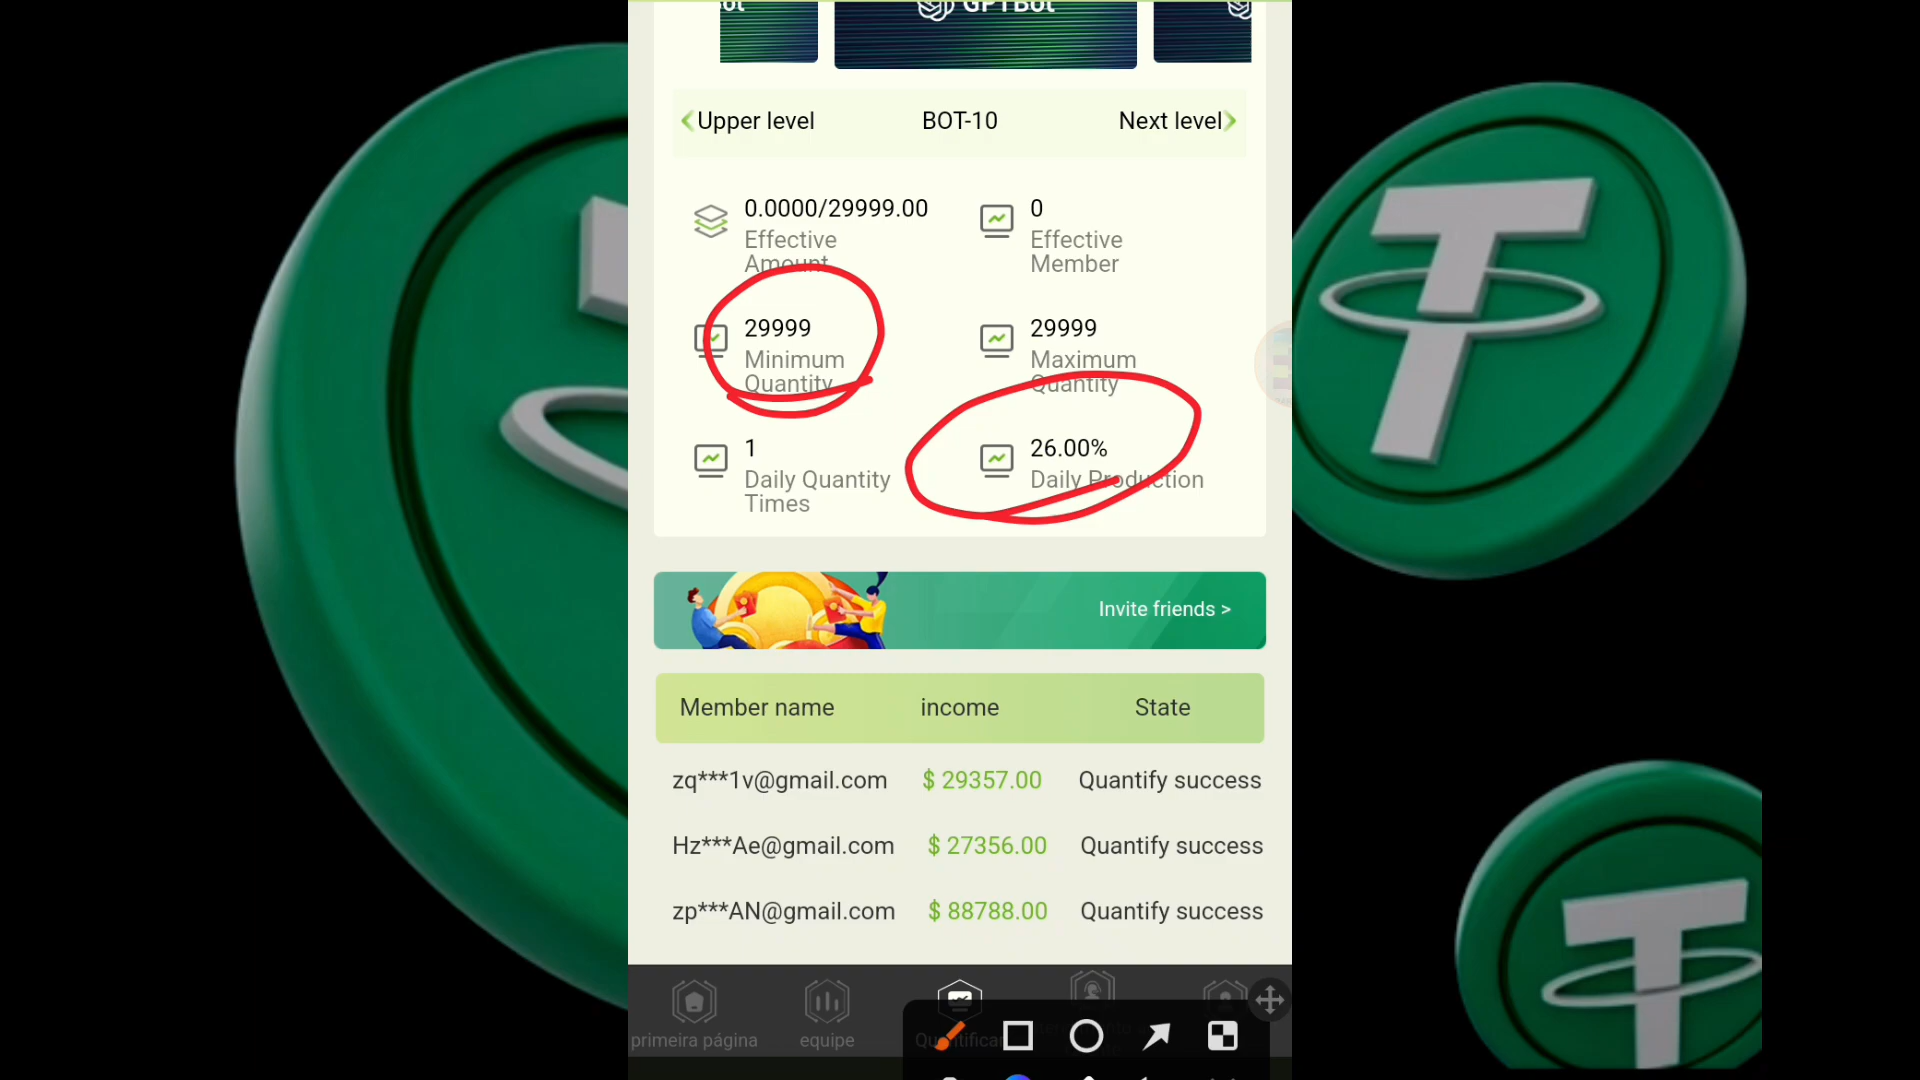 GPTBot
Upper level BOT-10 Next level
0.0000/29999.00
Effective
Amount
0
Effective
Member
29999
Minimum
Quantity
29999
Maximum
Quantity
1
Daily Quantity
Times
26.00%
Daily Production
Invite friends >
Member name income State
zq***1v@gmail.com $ 29357.00 Quantify success
Hz***Ae@gmail.com $ 27356.00 Quantify success
zp***AN@gmail.com $ 88788.00 Quantify success
primeira página equipe